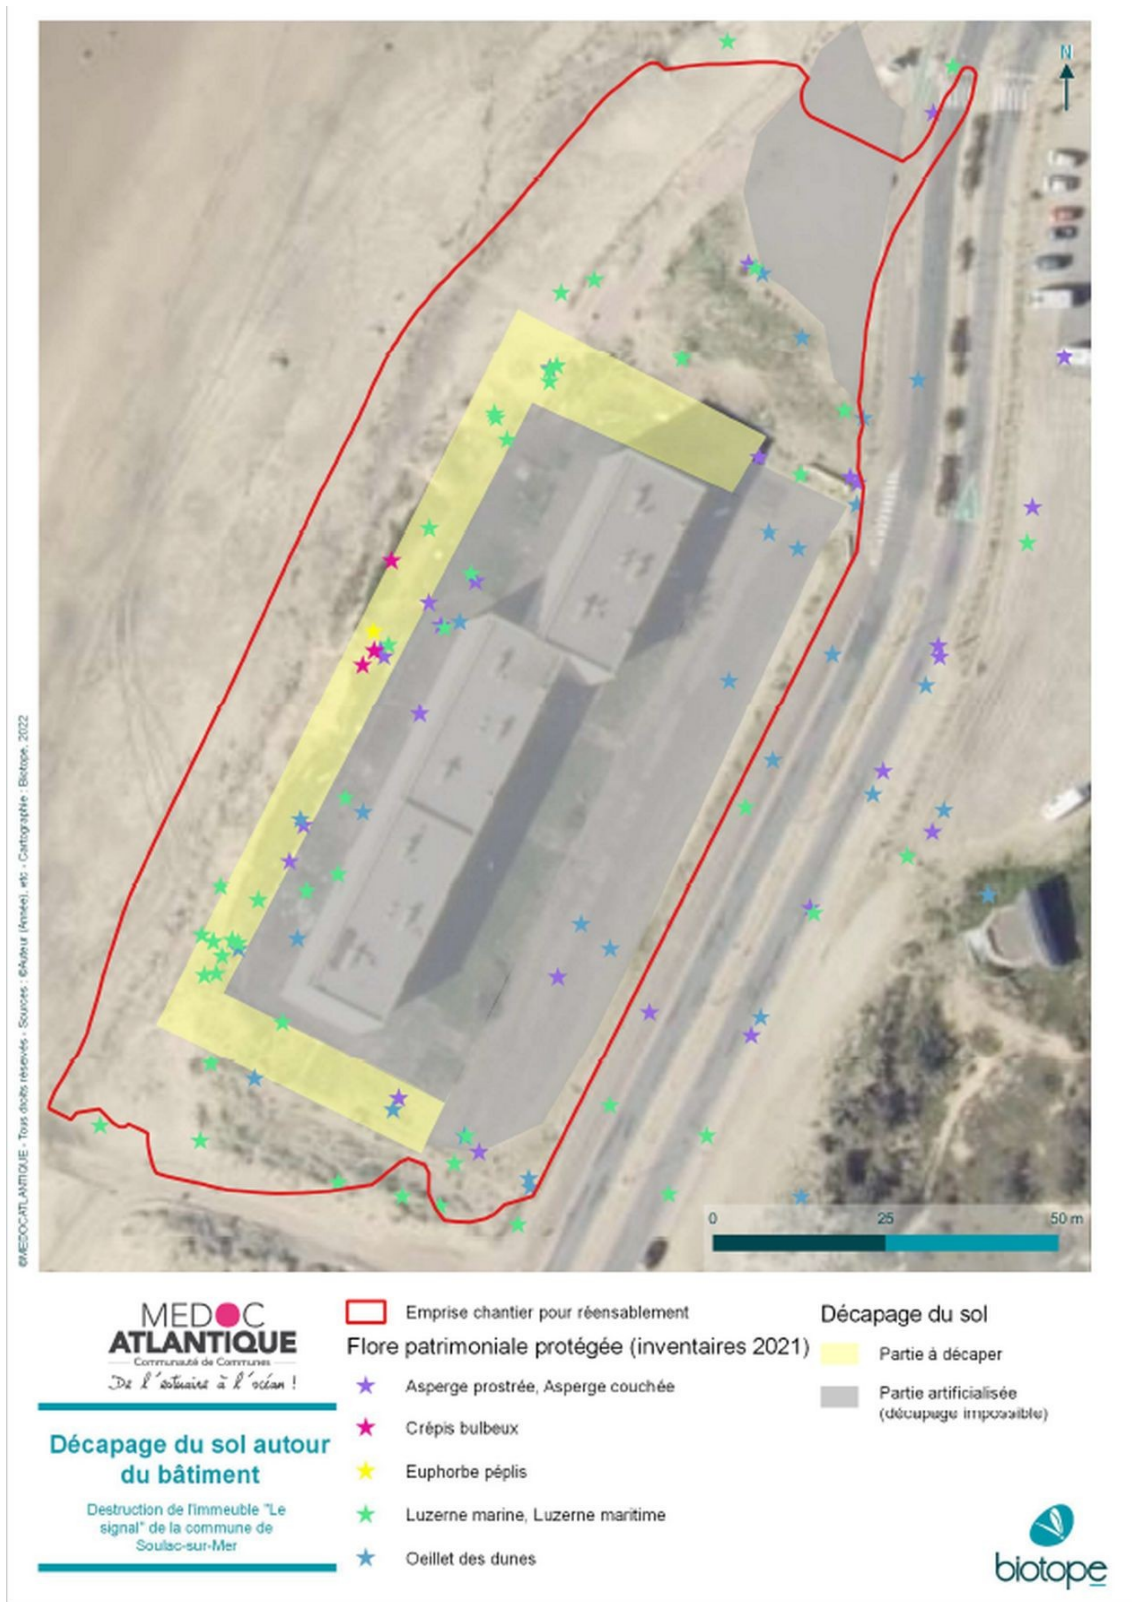 N
©MEDOCATLANTIQUE - Tous droits réservés - Sources : ©Auteur (Année), etc - Cartographie : Biotope, 2022
0 25 50 m
MEDOC
ATLANTIQUE
Communauté de Communes
De l'estuaire à l'océan !
Décapage du sol autour
du bâtiment
Destruction de l'immeuble "Le
signal" de la commune de
Soulac-sur-Mer
Emprise chantier pour réensablement
Flore patrimoniale protégée (inventaires 2021)
Asperge prostrée, Asperge couchée
Crépis bulbeux
Euphorbe péplis
Luzerne marine, Luzerne maritime
Oeillet des dunes
Décapage du sol
Partie à décaper
Partie artificialisée
(décapage impossible)
biotope